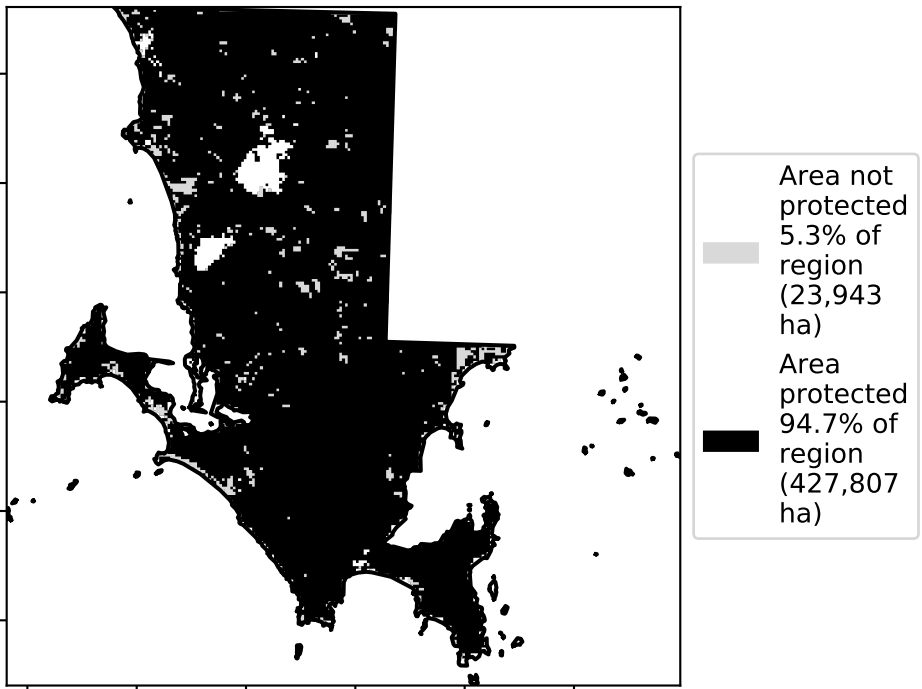 Area not
protected
5.3% of
region
(23,943
ha)
Area
protected
94.7% of
region
(427,807
ha)